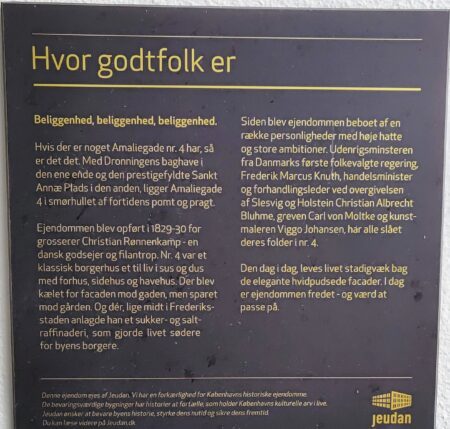 Hvor godtfolk er
Beliggenhed, beliggenhed, beliggenhed.
Hvis der er noget Amaliegade nr. 4 har, så
er det det. Med Dronningens baghave i
den ene ende og den prestigefyldte Sankt
Annæ Plads i den anden, ligger Amaliegade
4 i smørhullet af fortidens pomt og pragt.
Ejendommen blev opført i 1829-30 for
grosserer Christian Rønnenkamp - en
dansk godsejer og filantrop. Nr. 4 var et
klassisk borgerhus et til liv i sus og dus
med forhus, sidehus og havehus. Der blev
kælet for facaden mod gaden, men sparet
mod gården. Og dér, lige midt i Frederiks-
staden anlagde han et sukker- og salt-
raffinaderi, som gjorde livet sødere
for byens borgere.
Siden blev ejendommen beboet af en
række personligheder med høje hatte
og store ambitioner. Udenrigsministeren
fra Danmarks første folkevalgte regering,
Frederik Marcus Knuth, handelsminister
og forhandlingsleder ved overgivelsen
af Slesvig og Holstein Christian Albrecht
Bluhme, greven Carl von Moltke og kunst-
maleren Viggo Johansen, har alle slået
deres folder i nr. 4.
Den dag i dag, leves livet stadigvæk bag
de elegante hvidpudsede facader. I dag
er ejendommen fredet - og værd at
passe på.
Denne ejendom ejes af Jeudan. Vi har en forkærlighed for Københavns historiske ejendomme.
De bevaringsværdige bygninger har historier at fortælle, som holder Københavns kulturelle arv i live.
Jeudan ønsker at bevare byens historie, styrke dens nutid og sikre dens fremtid.
Du kan læse videre på Jeudan.dk
jeudan